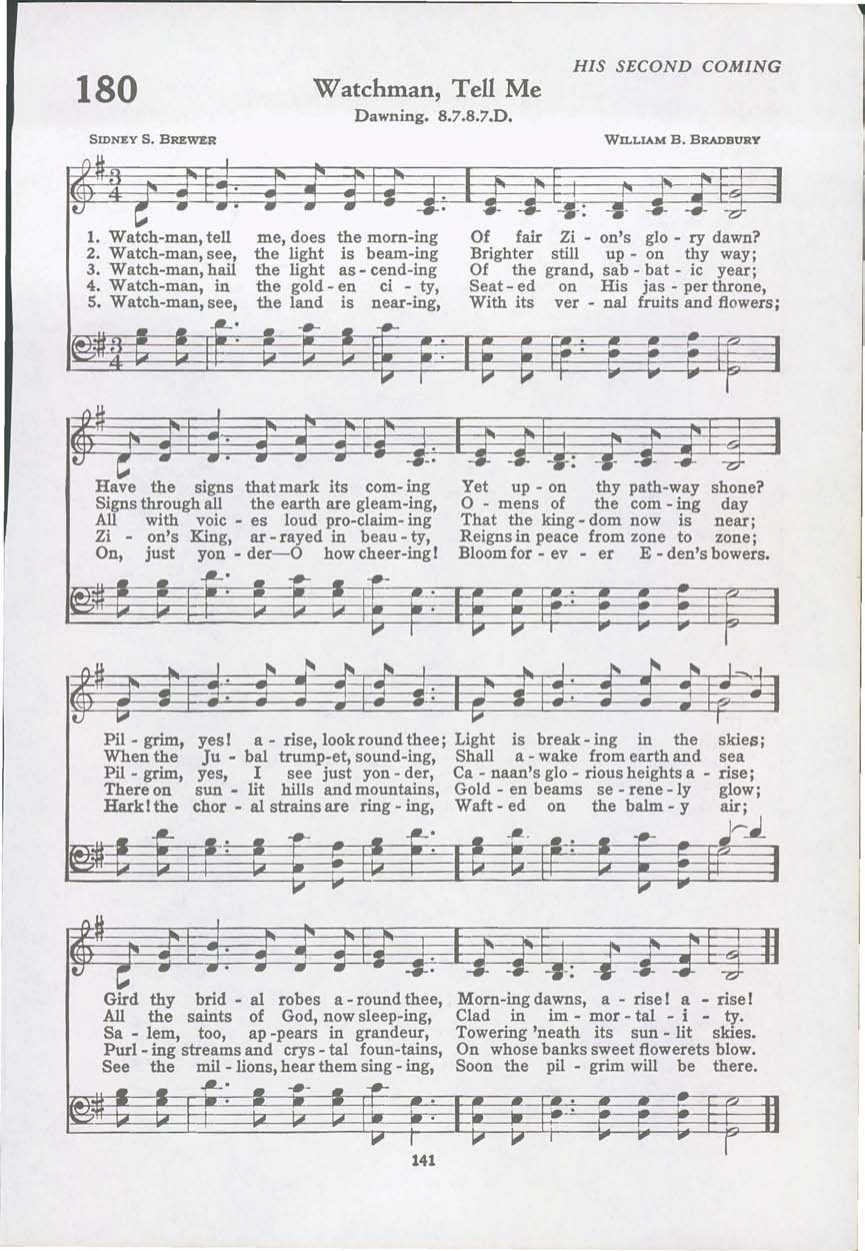 HIS SECOND COMING
180
Watchman, Tell Me
Dawning. 8.7.8.7.D.
SIDNEY S. BREWER WILLIAM B. BRADBURY
1. Watch-man, tell me, does the morn-ing Of fair Zi - on's glo - ry dawn?
2. Watch-man, see, the light is beam-ing Brighter still up - on thy way;
3. Watch-man, hail the light as - cend-ing Of the grand, sab - bat - ic year;
4. Watch-man, in the gold - en ci - ty, Seat - ed on His jas - per throne,
5. Watch-man, see, the land is near-ing, With its ver - nal fruits and flowers;
Have the signs that mark its com - ing Yet up - on thy path-way shone?
Signs through all the earth are gleam-ing, O - mens of the com - ing day
All with voic - es loud pro-claim-ing That the king - dom now is near;
Zi - on's King, ar - rayed in beau - ty, Reigns in peace from zone to zone;
On, just yon - der—O how cheer-ing! Bloom for - ev - er E - den's bowers.
Pil - grim, yes! a - rise, look round thee; Light is break - ing in the skies;
When the Ju - bal trump-et, sound-ing, Shall a - wake from earth and sea
Pil - grim, yes, I see just yon - der, Ca - naan's glo - rious heights a - rise;
There on sun - lit hills and mountains, Gold - en beams se - rene - ly glow;
Hark! the chor - al strains are ring - ing, Waft - ed on the balm - y air;
Gird thy brid - al robes a - round thee, Morn-ing dawns, a - rise! a - rise!
All the saints of God, now sleep-ing, Clad in im - mor - tal - i - ty.
Sa - lem, too, ap - pears in grandeur, Towering 'neath its sun - lit skies.
Purl - ing streams and crys - tal foun-tains, On whose banks sweet flowerets blow.
See the mil - lions, hear them sing - ing, Soon the pil - grim will be there.
141